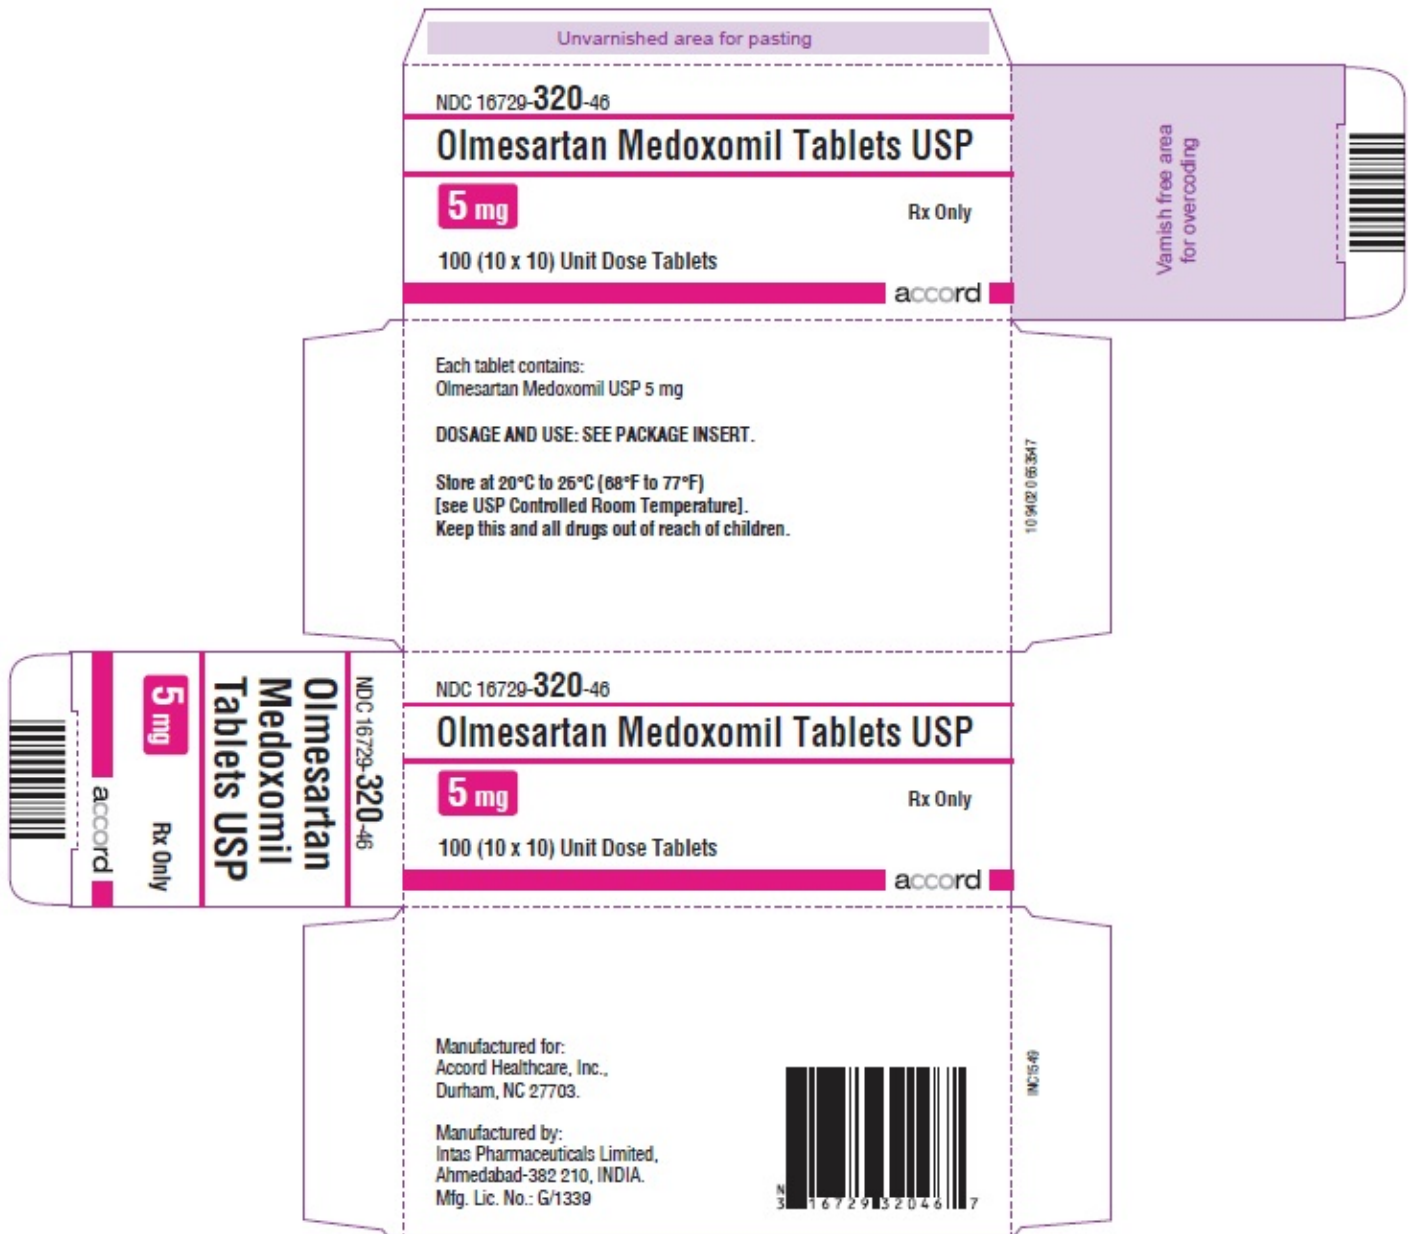 Unvarnished area for pasting
NDC 16729-320-46
Olmesartan Medoxomil Tablets USP
5 mg
Rx Only
100 (10 x 10) Unit Dose Tablets
accord
Varnish free area
for overcoding
Each tablet contains:
Olmesartan Medoxomil USP 5 mg
DOSAGE AND USE: SEE PACKAGE INSERT.
Store at 20°C to 25°C (68°F to 77°F)
[see USP Controlled Room Temperature].
Keep this and all drugs out of reach of children.
NDC 16729-320-46
Olmesartan
Medoxomil
Tablets USP
5 mg
Rx Only
accord
NDC 16729-320-46
Olmesartan Medoxomil Tablets USP
5 mg
Rx Only
100 (10 x 10) Unit Dose Tablets
accord
Manufactured for:
Accord Healthcare, Inc.,
Durham, NC 27703.
Manufactured by:
Intas Pharmaceuticals Limited,
Ahmedabad-382 210, INDIA.
Mfg. Lic. No.: G/1339
N
3 16729 32046 7
INC1549